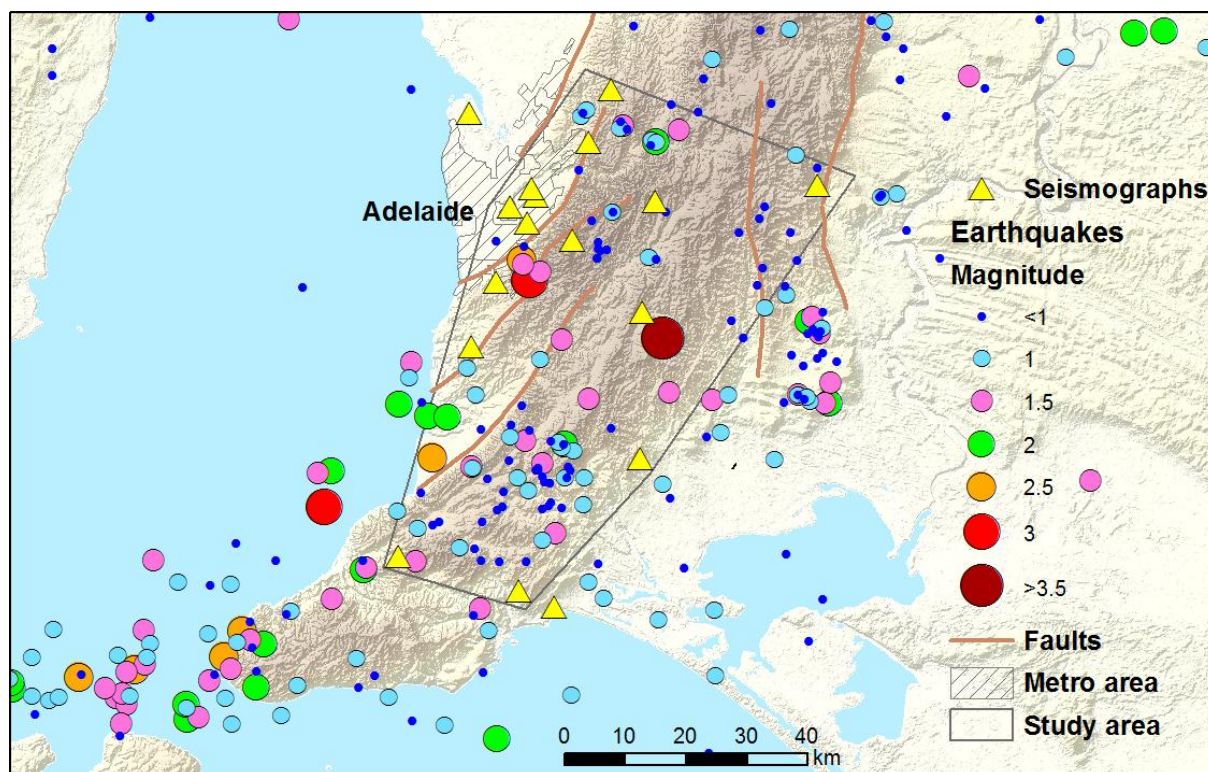 Adelaide
Seismographs
Earthquakes
Magnitude
<1
1
1.5
2
2.5
3
>3.5
Faults
Metro area
Study area
0 10 20 30 40
km